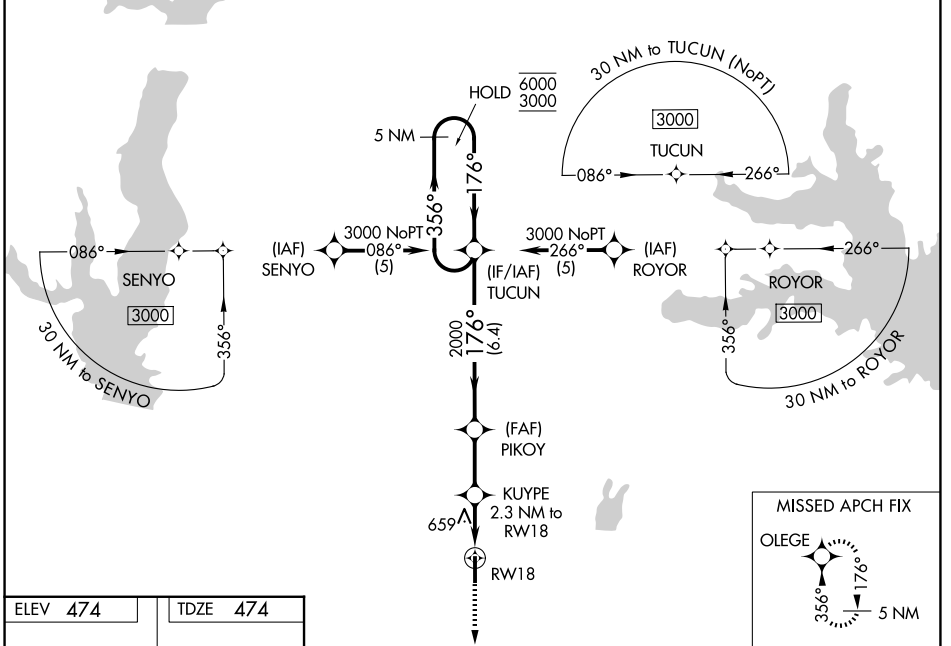 30 NM to TUCUN (NoPT)
3000
TUCUN
086°
266°
HOLD
6000
3000
5 NM
176°
356°
3000 NoPT
086°
(5)
(IAF)
SENYO
3000 NoPT
266°
(5)
(IAF)
ROYOR
(IF/IAF)
TUCUN
086°
SENYO
3000
356°
30 NM to SENYO
266°
ROYOR
3000
356°
30 NM to ROYOR
2000
176°
(6.4)
(FAF)
PIKOY
KUYPE
2.3 NM to
RW18
659
RW18
MISSED APCH FIX
OLEGE
356°
176°
5 NM
ELEV 474
TDZE 474